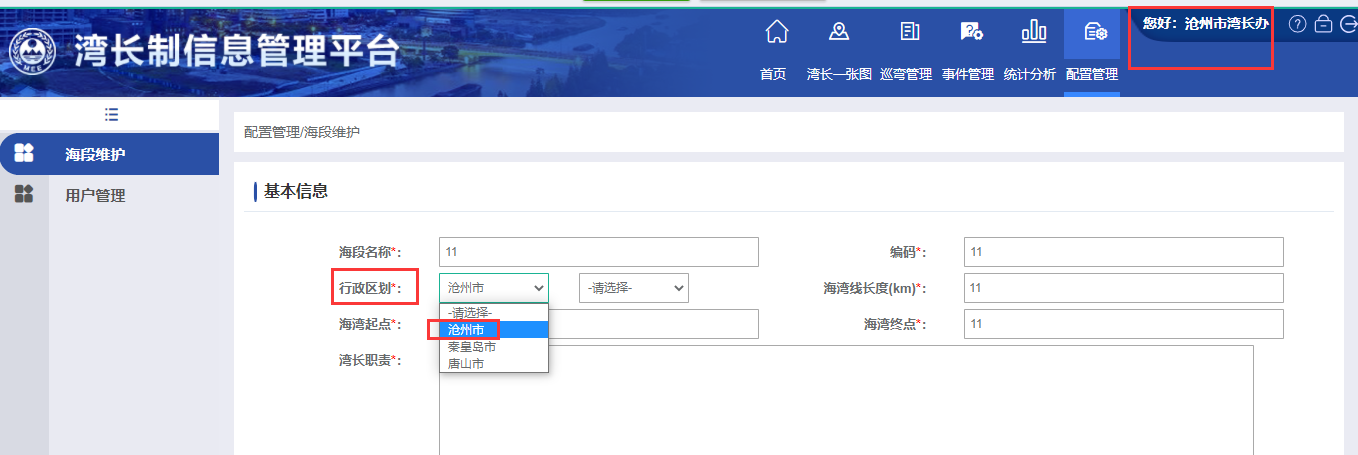 湾长制信息管理平台
MEE
首页 湾长一张图 巡弯管理 事件管理 统计分析 配置管理
您好：沧州市湾长办
海段维护
用户管理
配置管理/海段维护
基本信息
海段名称*： 11 编码*： 11
行政区划*： 沧州市 -请选择- 海湾线长度(km)*： 11
-请选择-
沧州市
秦皇岛市
唐山市
海湾起点*： 海湾终点*： 11
湾长职责*：